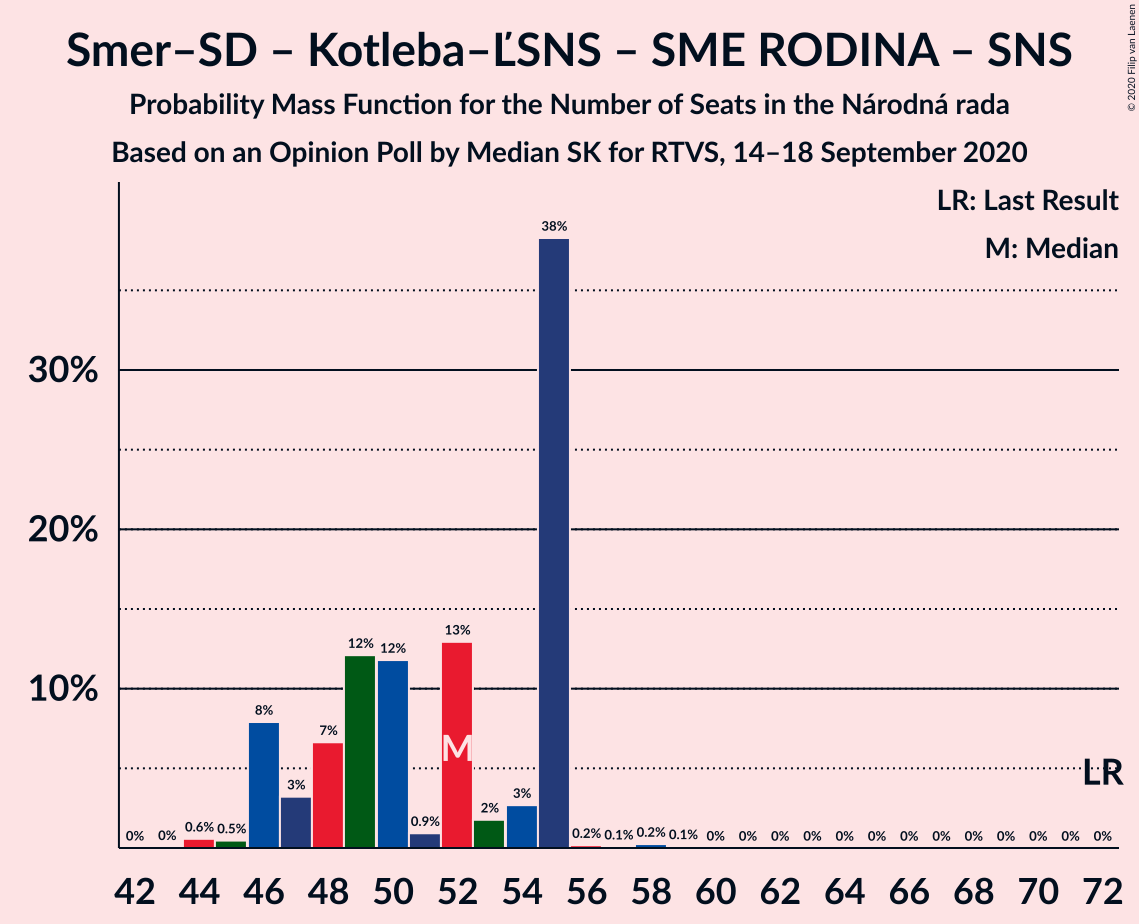 Smer–SD – Kotleba–ĽSNS – SME RODINA – SNS
Probability Mass Function for the Number of Seats in the Národná rada
Based on an Opinion Poll by Median SK for RTVS, 14–18 September 2020
© 2020 Filip van Laenen
LR: Last Result
M: Median
38%
30%
20%
13%
12% 12%
10%
8%
7%
M
LR
3%
3%
2%
0% 0% 0.6% 0.5% 0.9% 0.2% 0.1% 0.2% 0.1% 0% 0% 0% 0% 0% 0% 0% 0% 0% 0% 0% 0% 0%
42 44 46 48 50 52 54 56 58 60 62 64 66 68 70 72